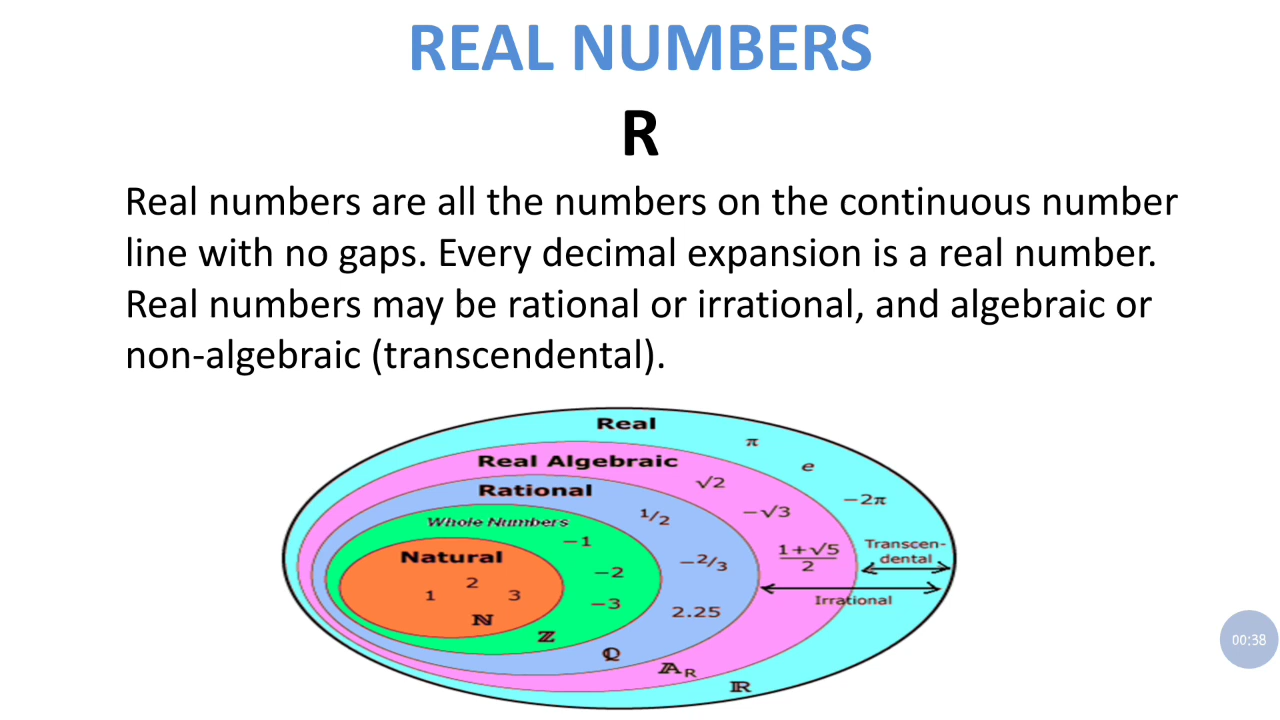 REAL NUMBERS
R
Real numbers are all the numbers on the continuous number
line with no gaps. Every decimal expansion is a real number.
Real numbers may be rational or irrational, and algebraic or
non-algebraic (transcendental).
Real
π
Real Algebraic
e
√2
Rational
−2π
1/2
−√3
Whole Numbers
−1
Natural
1+√5
2
Transcen-
dental
−2/3
−2
1 2 3
−3
2.25
Irrational
ℕ
ℤ
ℚ
𝔸R
ℝ
00:38